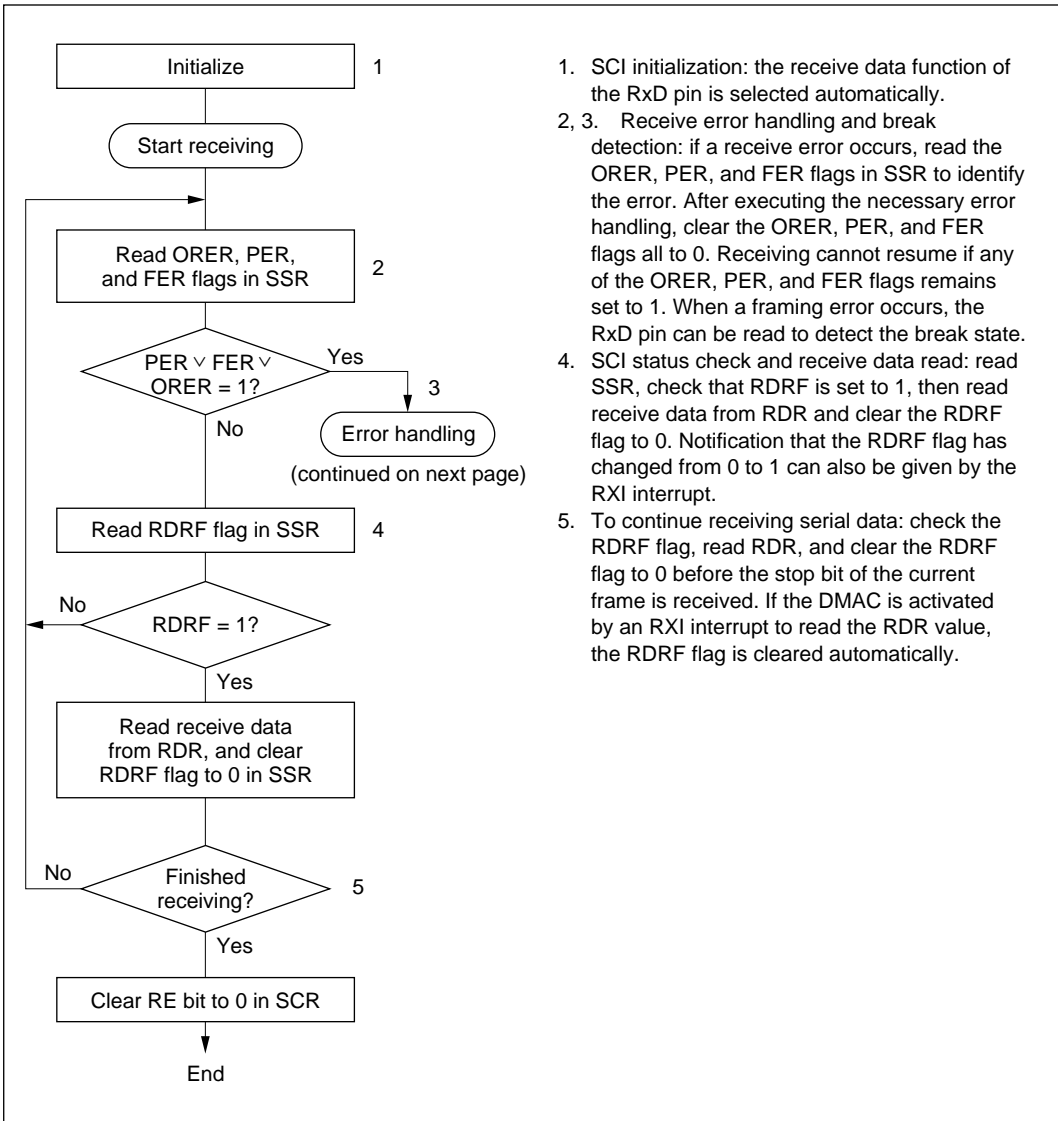 Initialize
1
Start receiving
Read ORER, PER,
and FER flags in SSR
2
PER ∨ FER ∨
ORER = 1?
Yes
3
No
Error handling
(continued on next page)
Read RDRF flag in SSR
4
No
RDRF = 1?
Yes
Read receive data
from RDR, and clear
RDRF flag to 0 in SSR
No
Finished
receiving?
5
Yes
Clear RE bit to 0 in SCR
End
1. SCI initialization: the receive data function of
the RxD pin is selected automatically.
2, 3. Receive error handling and break
detection: if a receive error occurs, read the
ORER, PER, and FER flags in SSR to identify
the error. After executing the necessary error
handling, clear the ORER, PER, and FER
flags all to 0. Receiving cannot resume if any
of the ORER, PER, and FER flags remains
set to 1. When a framing error occurs, the
RxD pin can be read to detect the break state.
4. SCI status check and receive data read: read
SSR, check that RDRF is set to 1, then read
receive data from RDR and clear the RDRF
flag to 0. Notification that the RDRF flag has
changed from 0 to 1 can also be given by the
RXI interrupt.
5. To continue receiving serial data: check the
RDRF flag, read RDR, and clear the RDRF
flag to 0 before the stop bit of the current
frame is received. If the DMAC is activated
by an RXI interrupt to read the RDR value,
the RDRF flag is cleared automatically.